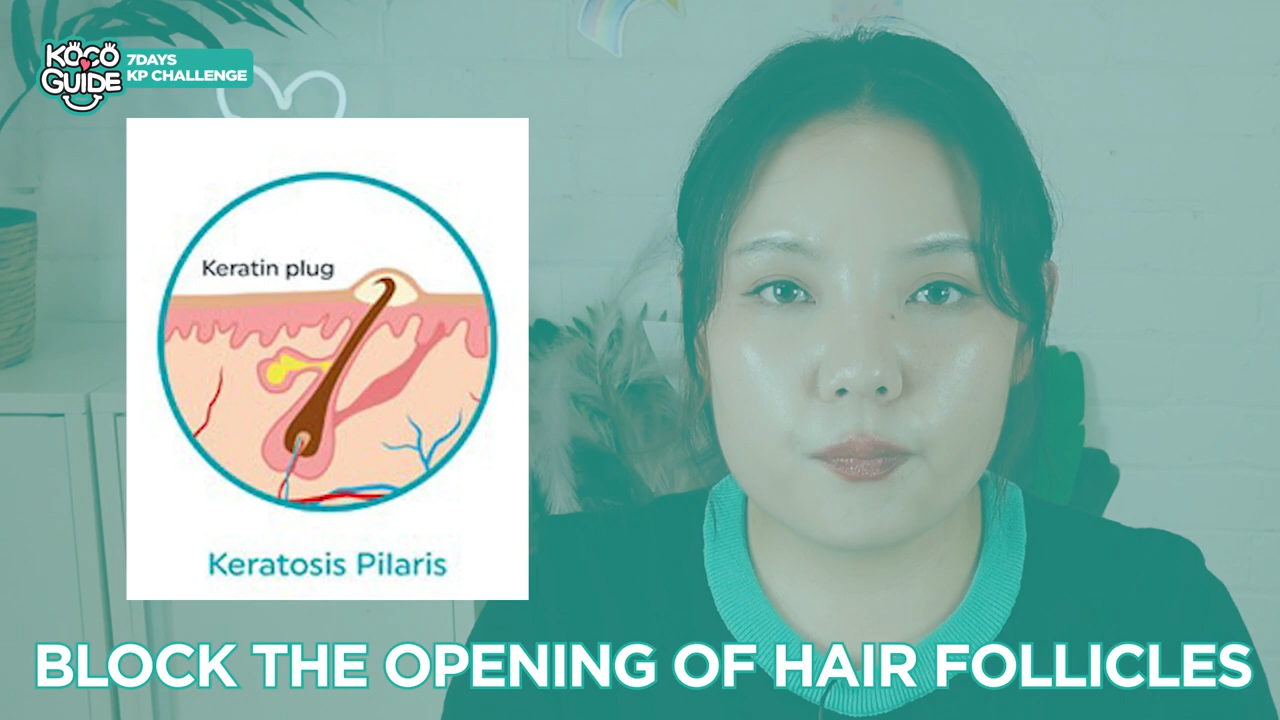 KOCO
GUIDE
7DAYS
KP CHALLENGE
Keratin plug
Keratosis Pilaris
BLOCK THE OPENING OF HAIR FOLLICLES